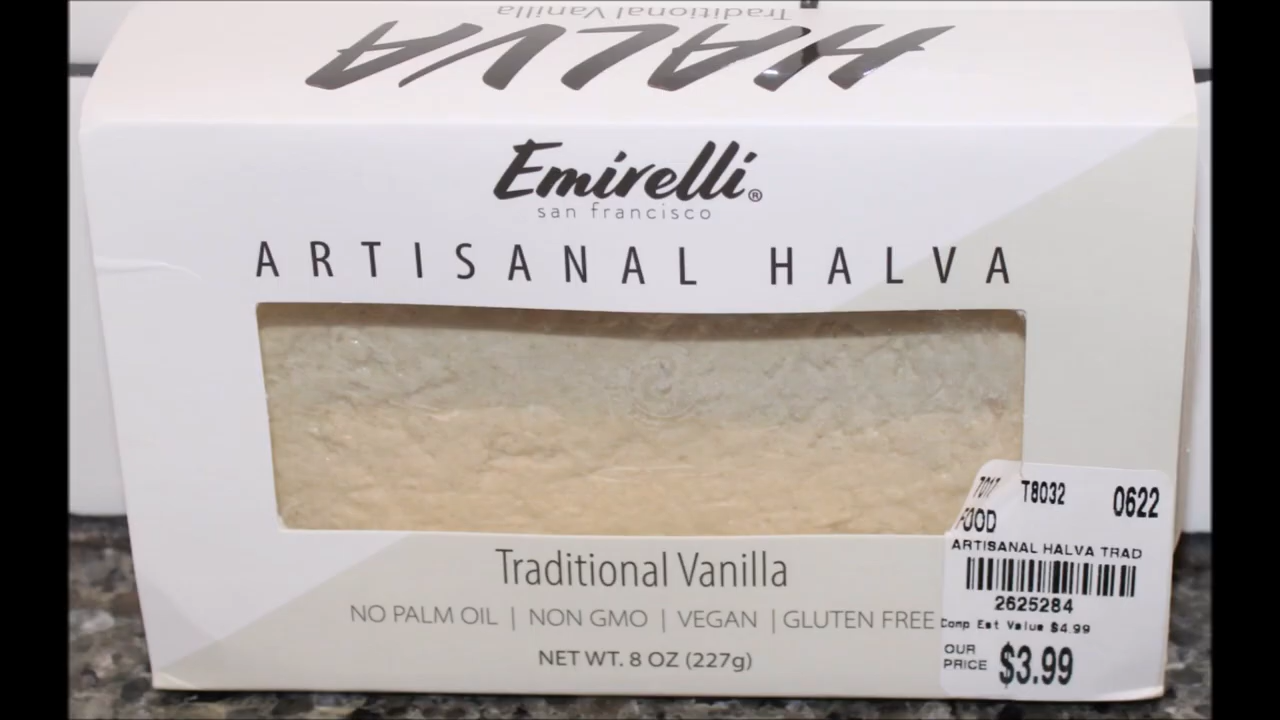 Traditional Vanilla
HALVA
Emirelli®
san francisco
ARTISANAL HALVA
Traditional Vanilla
NO PALM OIL | NON GMO | VEGAN | GLUTEN FREE
NET WT. 8 OZ (227g)
7017 T8032 0622
FOOD
ARTISANAL HALVA TRAD
2625284
Comp Est Value $4.99
OUR PRICE $3.99